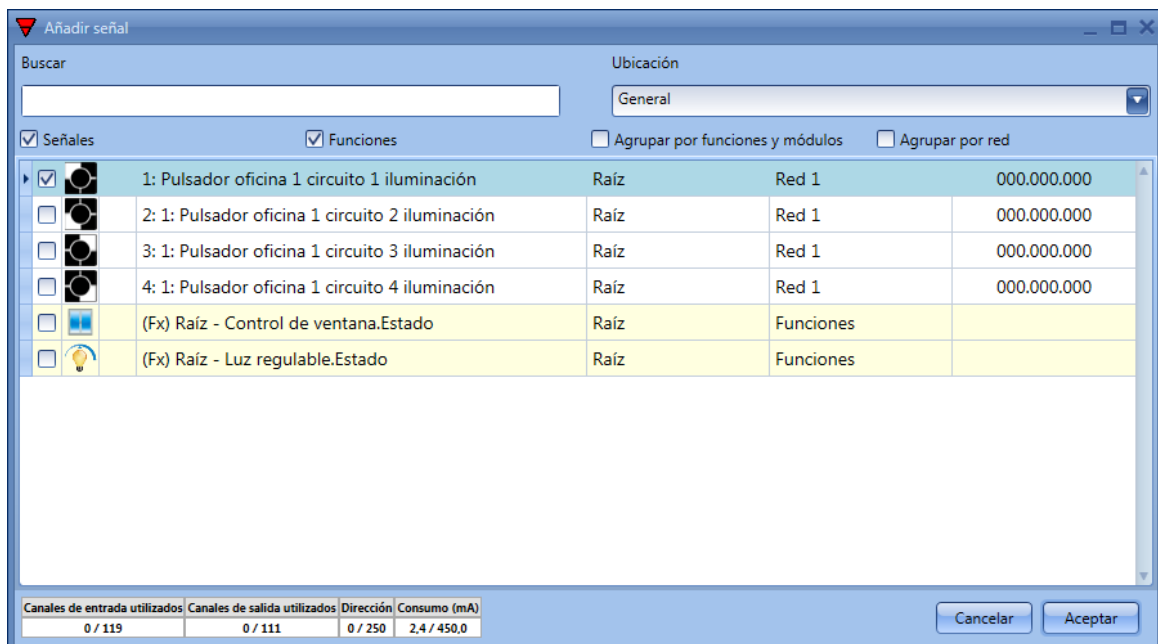 Añadir señal
Buscar Ubicación
General
Señales Funciones Agrupar por funciones y módulos Agrupar por red
1: Pulsador oficina 1 circuito 1 iluminación Raíz Red 1 000.000.000
2: 1: Pulsador oficina 1 circuito 2 iluminación Raíz Red 1 000.000.000
3: 1: Pulsador oficina 1 circuito 3 iluminación Raíz Red 1 000.000.000
4: 1: Pulsador oficina 1 circuito 4 iluminación Raíz Red 1 000.000.000
(Fx) Raíz - Control de ventana.Estado Raíz Funciones
(Fx) Raíz - Luz regulable.Estado Raíz Funciones
Canales de entrada utilizados Canales de salida utilizados Dirección Consumo (mA)
0 / 119 0 / 111 0 / 250 2,4 / 450,0
Cancelar Aceptar